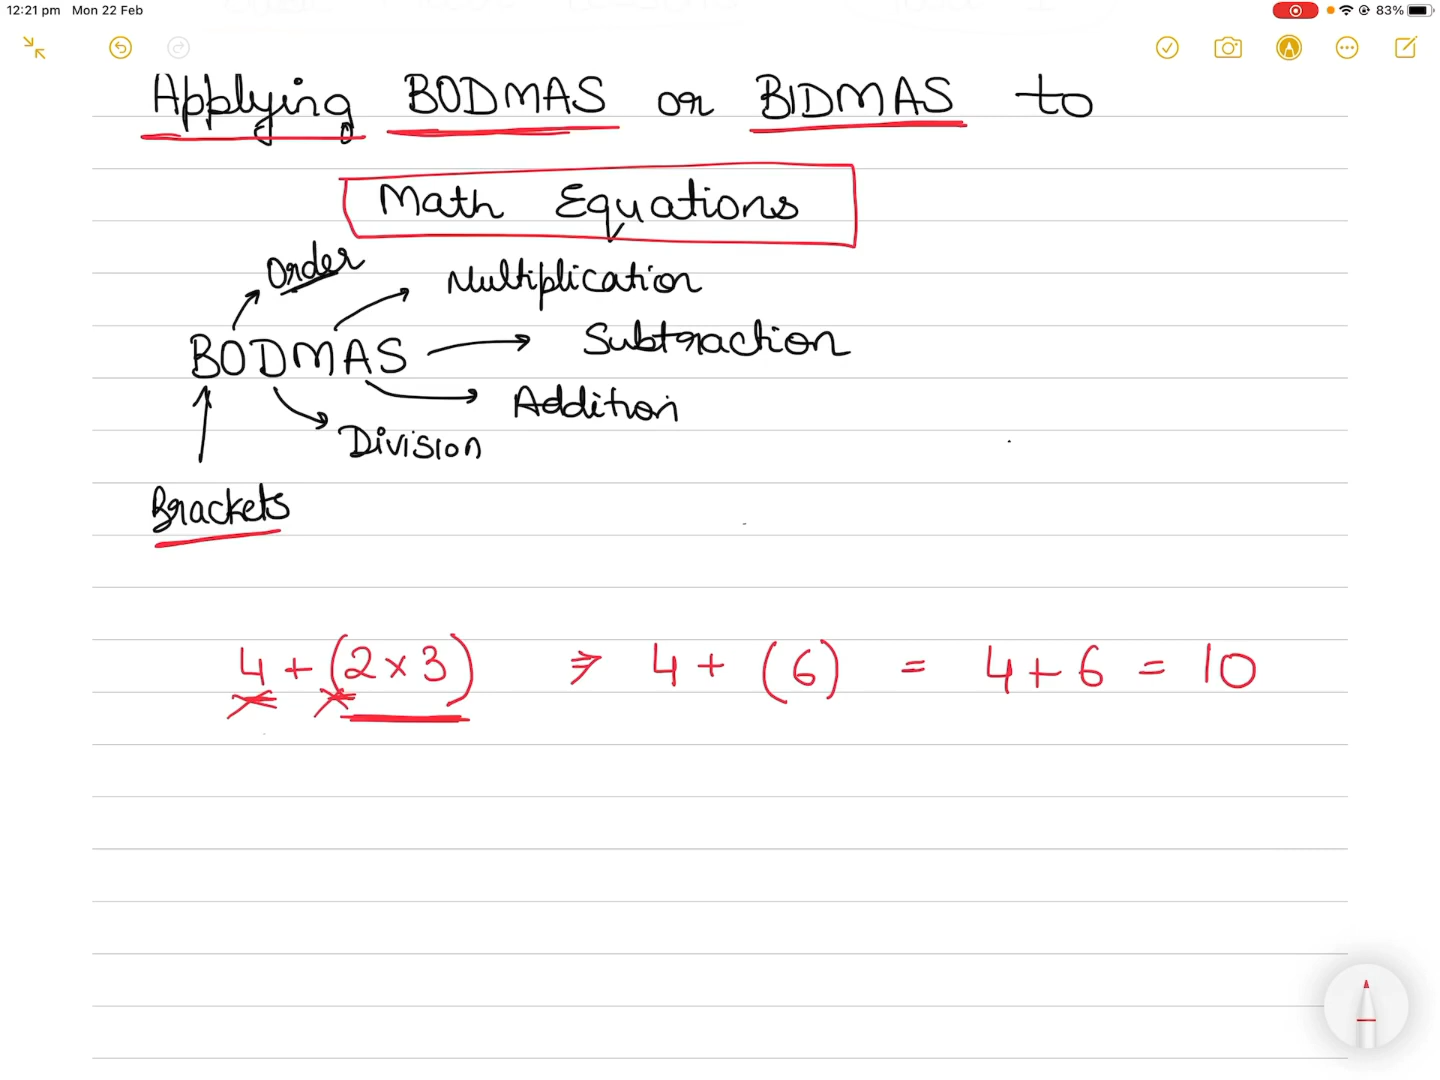 12:21 pm Mon 22 Feb 83%
Applying BODMAS or BIDMAS to
Math Equations
Order
Multiplication
BODMAS
Subtraction
Addition
Division
Brackets
4 + (2 × 3) ⇒ 4 + (6) = 4 + 6 = 10